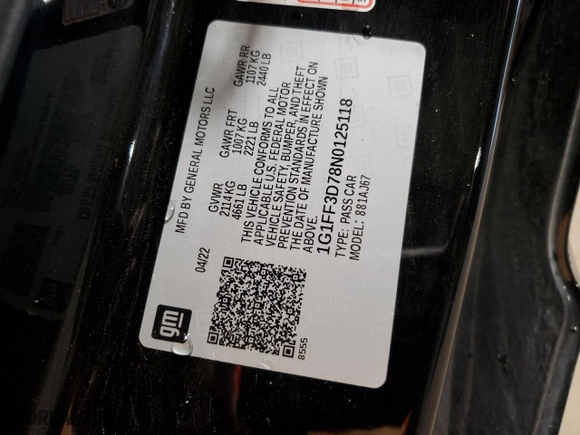 MFD BY GENERAL MOTORS LLC
04/22
GVWR GAWR FRT GAWR RR
2114 KG 1007 KG 1107 KG
4661 LB 2221 LB 2440 LB
THIS VEHICLE CONFORMS TO ALL
APPLICABLE U.S. FEDERAL MOTOR
VEHICLE SAFETY, BUMPER, AND THEFT
PREVENTION STANDARDS IN EFFECT ON
THE DATE OF MANUFACTURE SHOWN
ABOVE.
1G1FF3D78N0125118
TYPE: PASS CAR
MODEL: 881AJ67
gm
8555